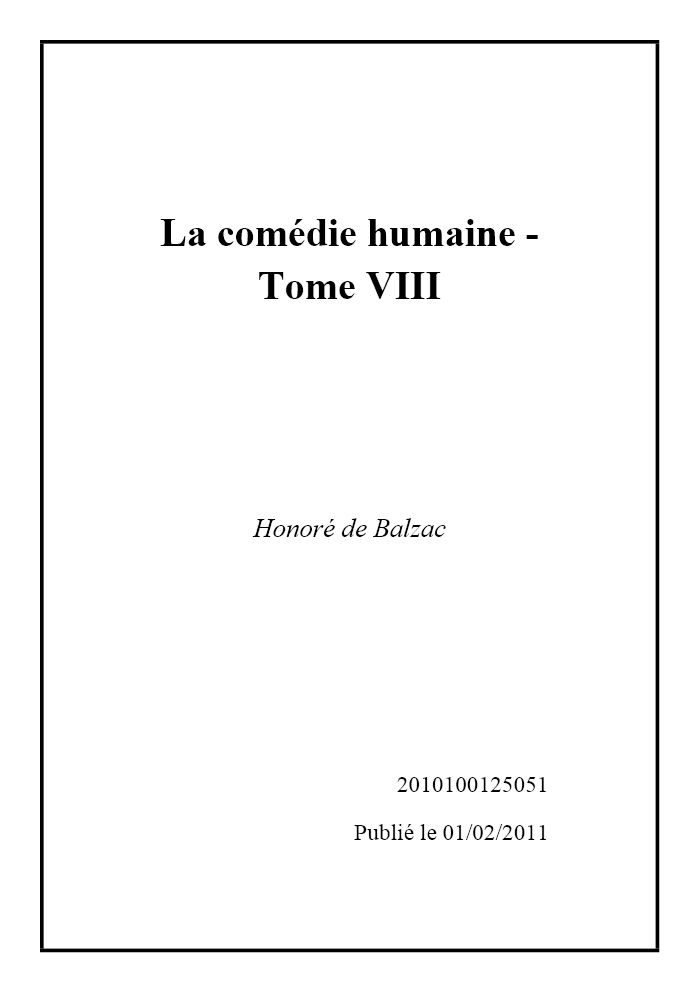 La comédie humaine -
Tome VIII
Honoré de Balzac
2010100125051
Publié le 01/02/2011